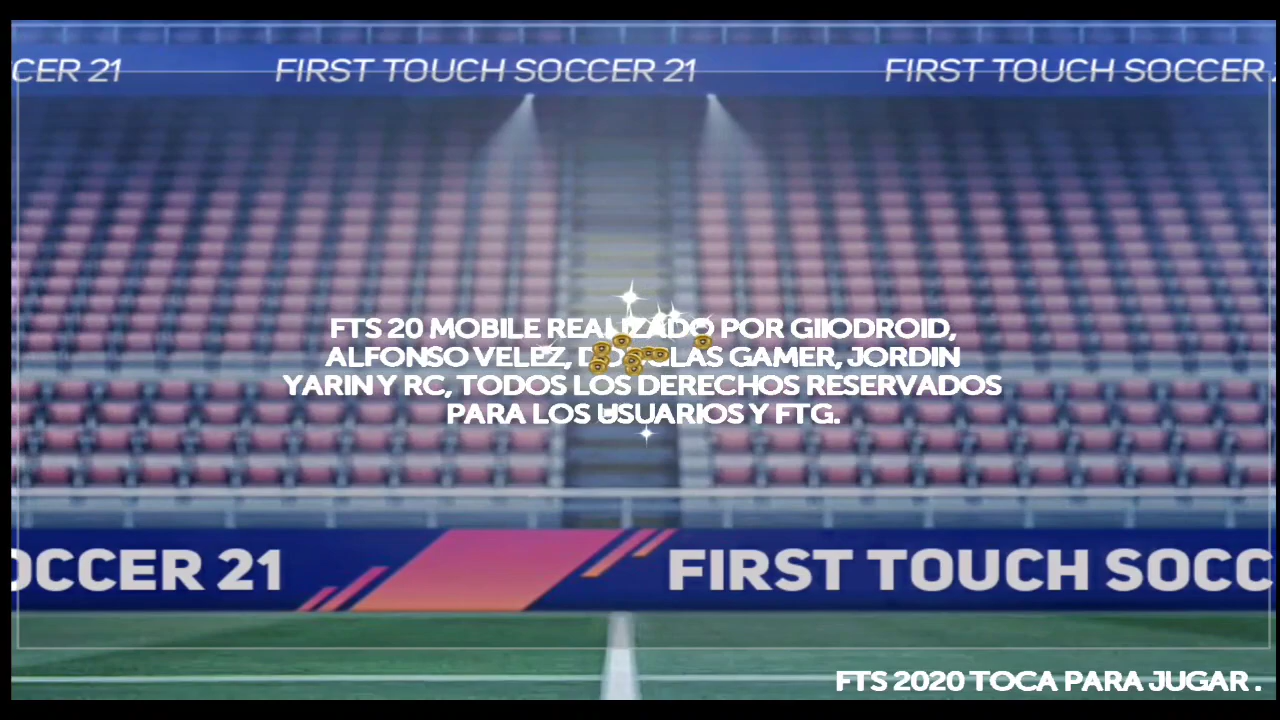 CCER 21 FIRST TOUCH SOCCER 21 FIRST TOUCH SOCCER
FTS 20 MOBILE REALIZADO POR GIIODROID,
ALFONSO VELEZ, DOUGLAS GAMER, JORDIN
YARIN Y RC, TODOS LOS DERECHOS RESERVADOS
PARA LOS USUARIOS Y FTG.
OCCER 21 FIRST TOUCH SOCC
FTS 2020 TOCA PARA JUGAR .